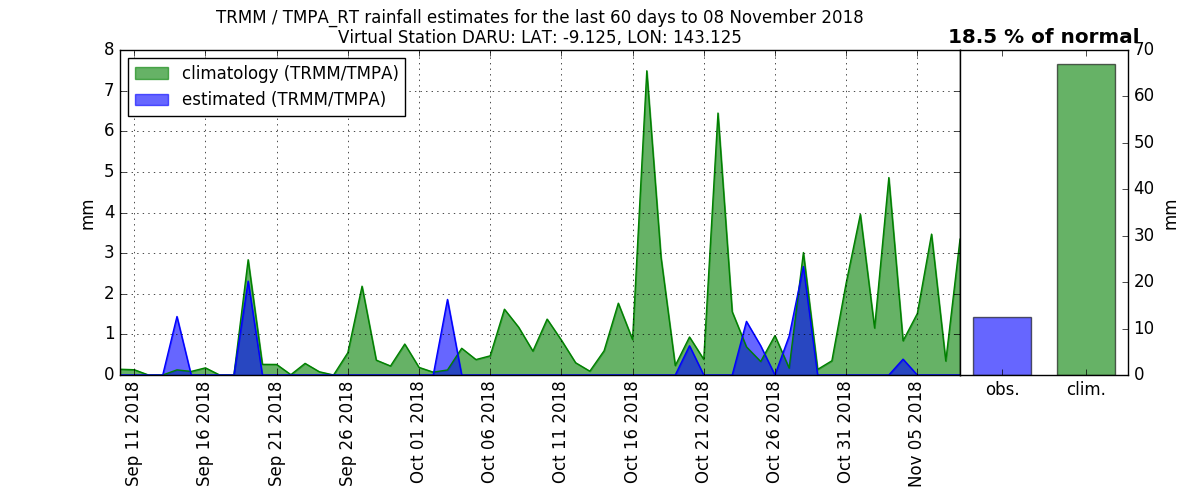 TRMM / TMPA_RT rainfall estimates for the last 60 days to 08 November 2018
Virtual Station DARU: LAT: -9.125, LON: 143.125
18.5 % of normal
climatology (TRMM/TMPA)
estimated (TRMM/TMPA)
mm
8
7
6
5
4
3
2
1
0
Sep 11 2018
Sep 16 2018
Sep 21 2018
Sep 26 2018
Oct 01 2018
Oct 06 2018
Oct 11 2018
Oct 16 2018
Oct 21 2018
Oct 26 2018
Oct 31 2018
Nov 05 2018
70
60
50
40
30
20
10
0
mm
obs.
clim.